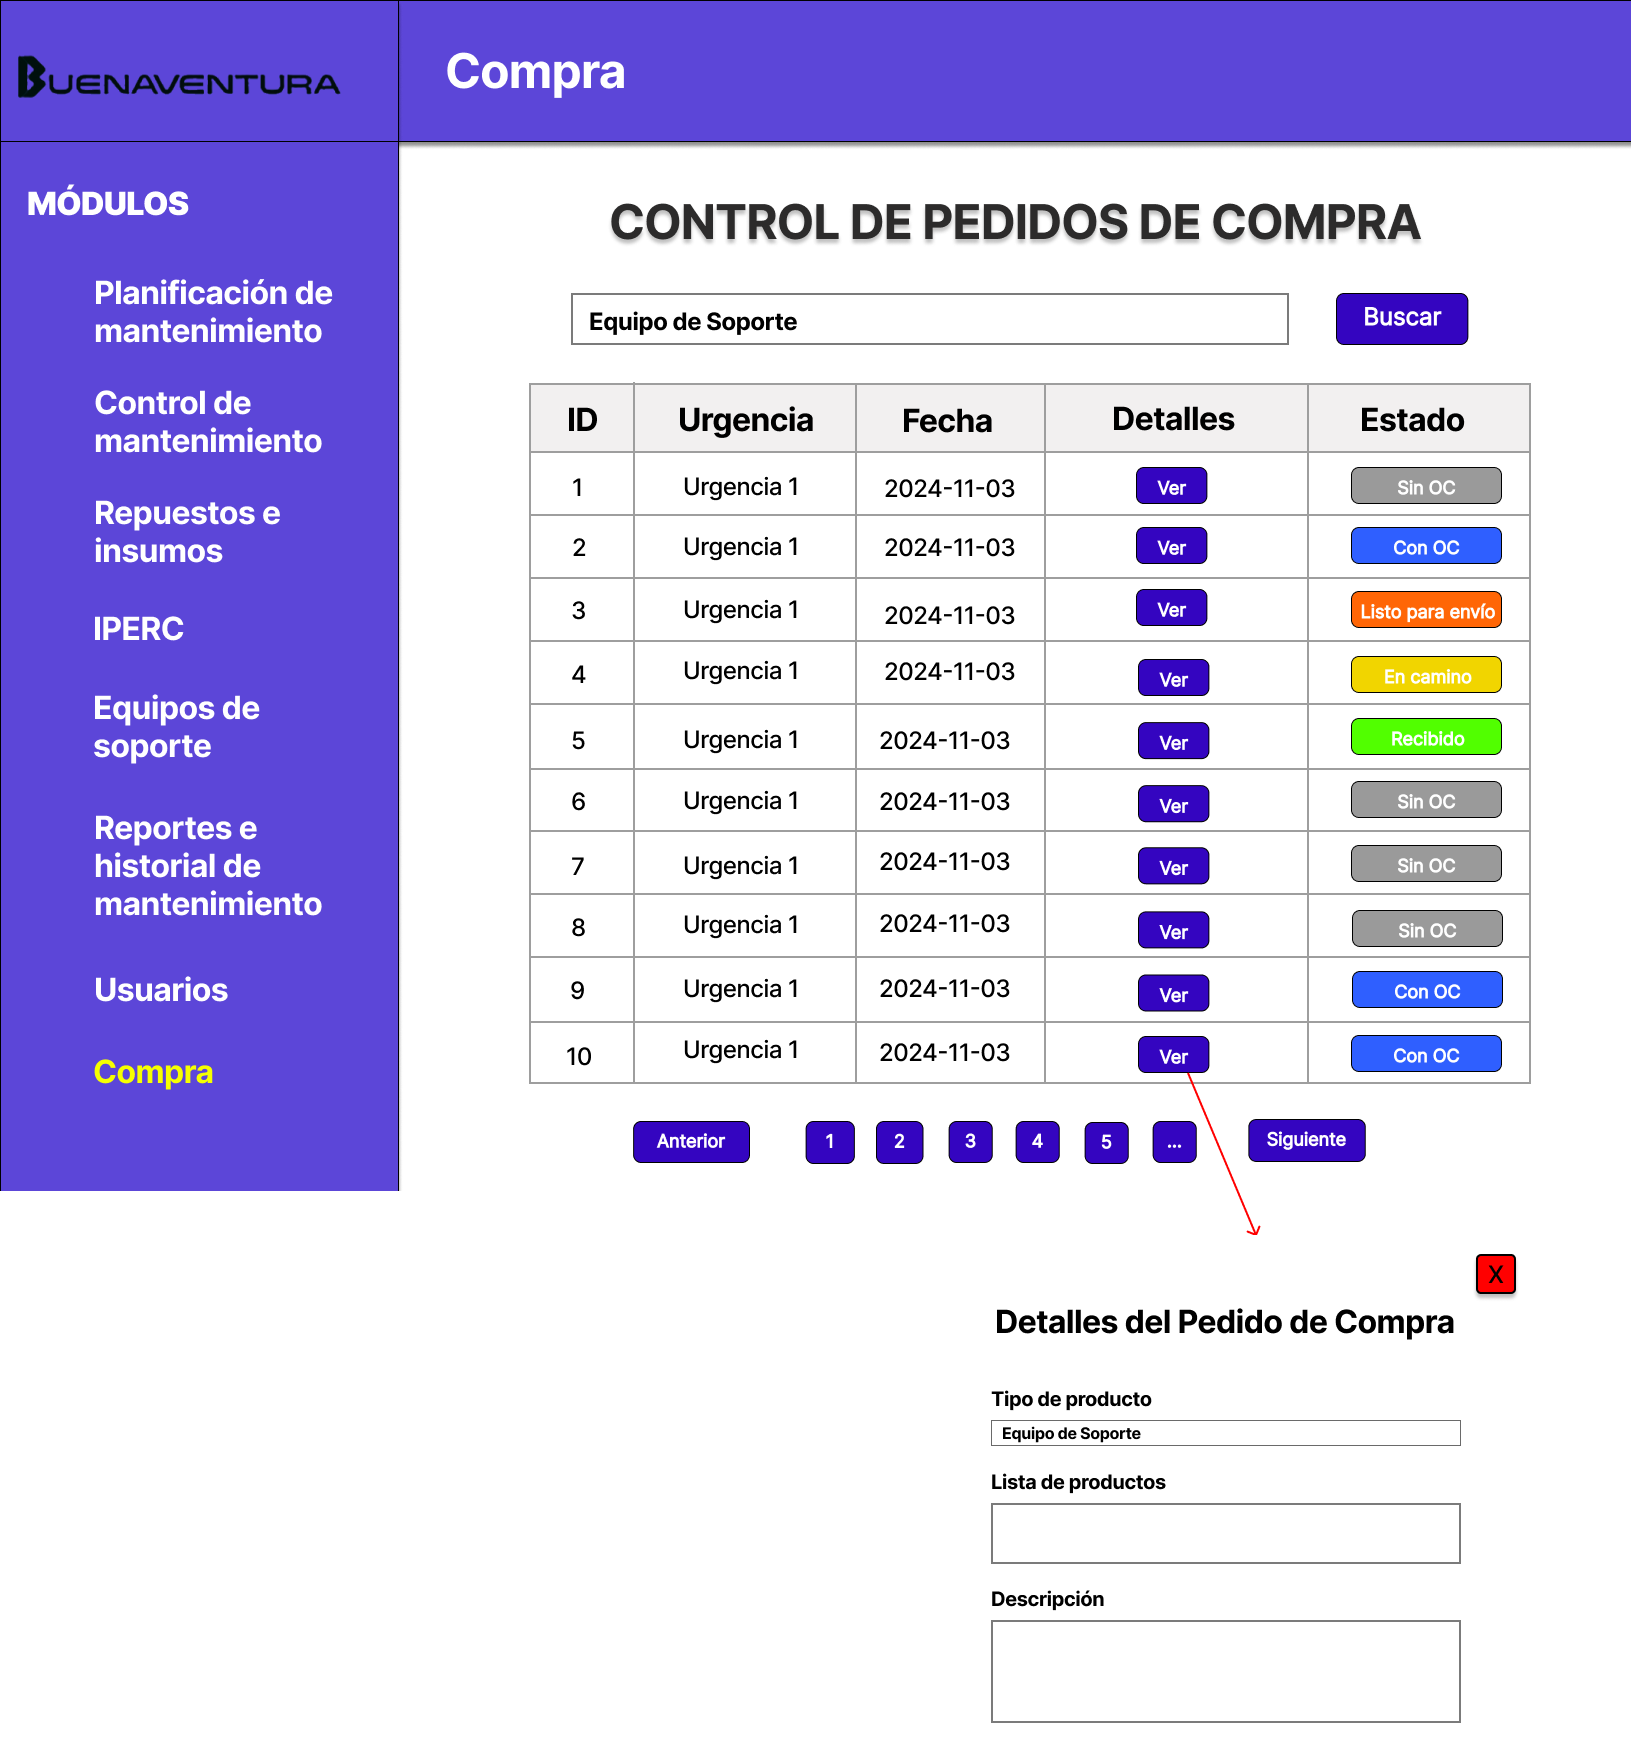 BUENAVENTURA
Compra
MÓDULOS
Planificación de
mantenimiento
Control de
mantenimiento
Repuestos e
insumos
IPERC
Equipos de
soporte
Reportes e
historial de
mantenimiento
Usuarios
Compra
CONTROL DE PEDIDOS DE COMPRA
Equipo de Soporte
Buscar
ID Urgencia Fecha Detalles Estado
1 Urgencia 1 2024-11-03 Ver Sin OC
2 Urgencia 1 2024-11-03 Ver Con OC
3 Urgencia 1 2024-11-03 Ver Listo para envío
4 Urgencia 1 2024-11-03 Ver En camino
5 Urgencia 1 2024-11-03 Ver Recibido
6 Urgencia 1 2024-11-03 Ver Sin OC
7 Urgencia 1 2024-11-03 Ver Sin OC
8 Urgencia 1 2024-11-03 Ver Sin OC
9 Urgencia 1 2024-11-03 Ver Con OC
10 Urgencia 1 2024-11-03 Ver Con OC
Anterior 1 2 3 4 5 ... Siguiente
X
Detalles del Pedido de Compra
Tipo de producto
Equipo de Soporte
Lista de productos
Descripción